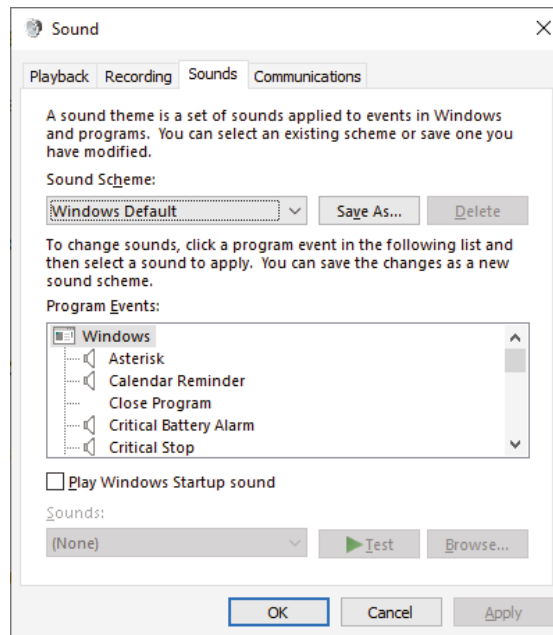 Sound
Playback Recording Sounds Communications
A sound theme is a set of sounds applied to events in Windows
and programs. You can select an existing scheme or save one you
have modified.
Sound Scheme:
Windows Default Save As... Delete
To change sounds, click a program event in the following list and
then select a sound to apply. You can save the changes as a new
sound scheme.
Program Events:
Windows
Asterisk
Calendar Reminder
Close Program
Critical Battery Alarm
Critical Stop
Play Windows Startup sound
Sounds:
(None) Test Browse...
OK Cancel Apply